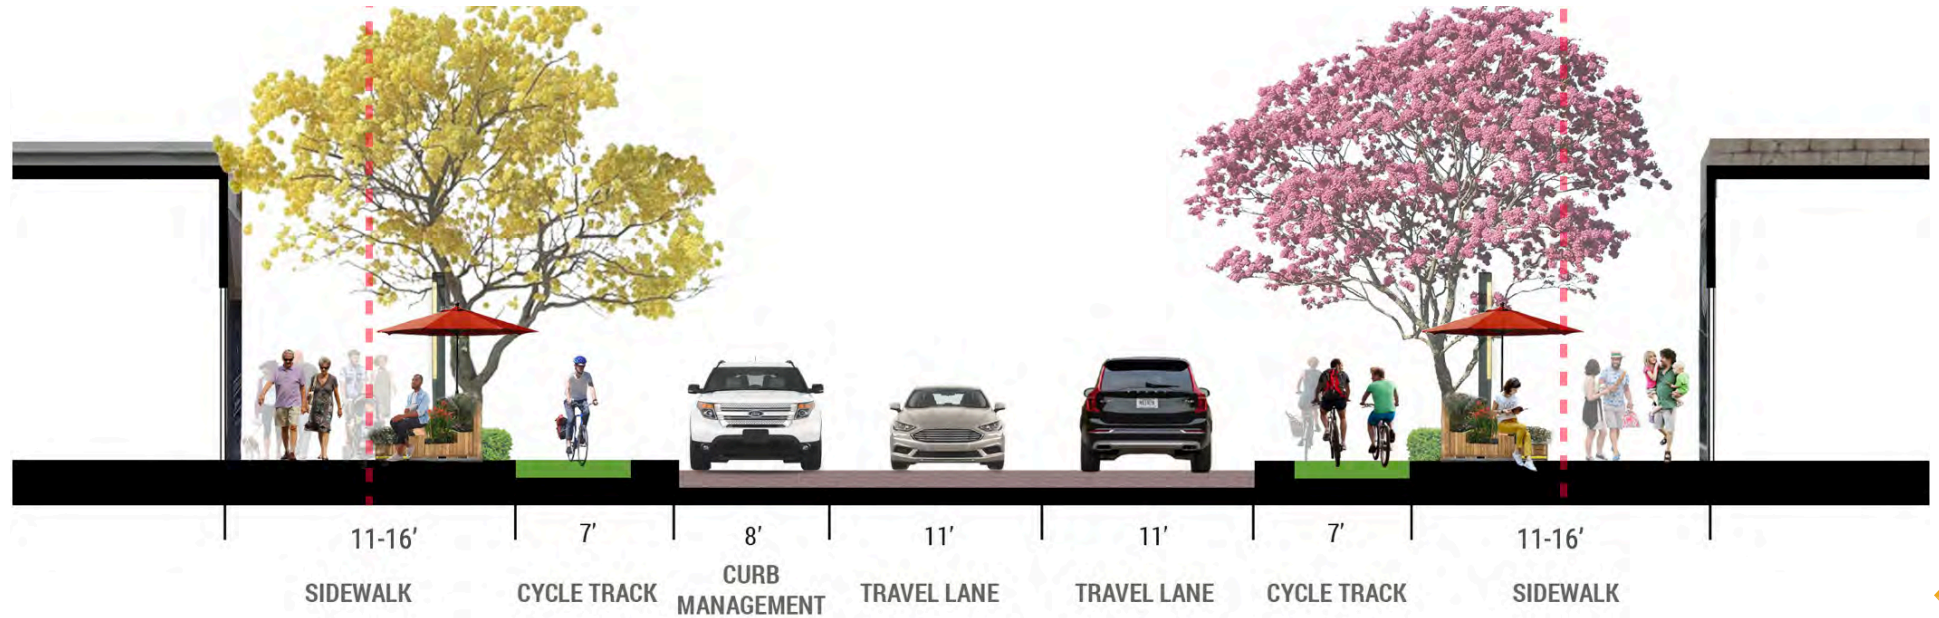 11-16'
7'
8'
11'
11'
7'
11-16'
SIDEWALK
CYCLE TRACK
CURB
MANAGEMENT
TRAVEL LANE
TRAVEL LANE
CYCLE TRACK
SIDEWALK